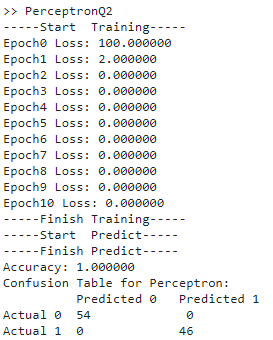 >> PerceptronQ2
-----Start  Training-----
Epoch0 Loss: 100.000000
Epoch1 Loss: 2.000000
Epoch2 Loss: 0.000000
Epoch3 Loss: 0.000000
Epoch4 Loss: 0.000000
Epoch5 Loss: 0.000000
Epoch6 Loss: 0.000000
Epoch7 Loss: 0.000000
Epoch8 Loss: 0.000000
Epoch9 Loss: 0.000000
Epoch10 Loss: 0.000000
-----Finish Training-----
-----Start  Predict-----
-----Finish Predict-----
Accuracy: 1.000000
Confusion Table for Perceptron:
          Predicted 0   Predicted 1
Actual 0  54             0
Actual 1  0             46